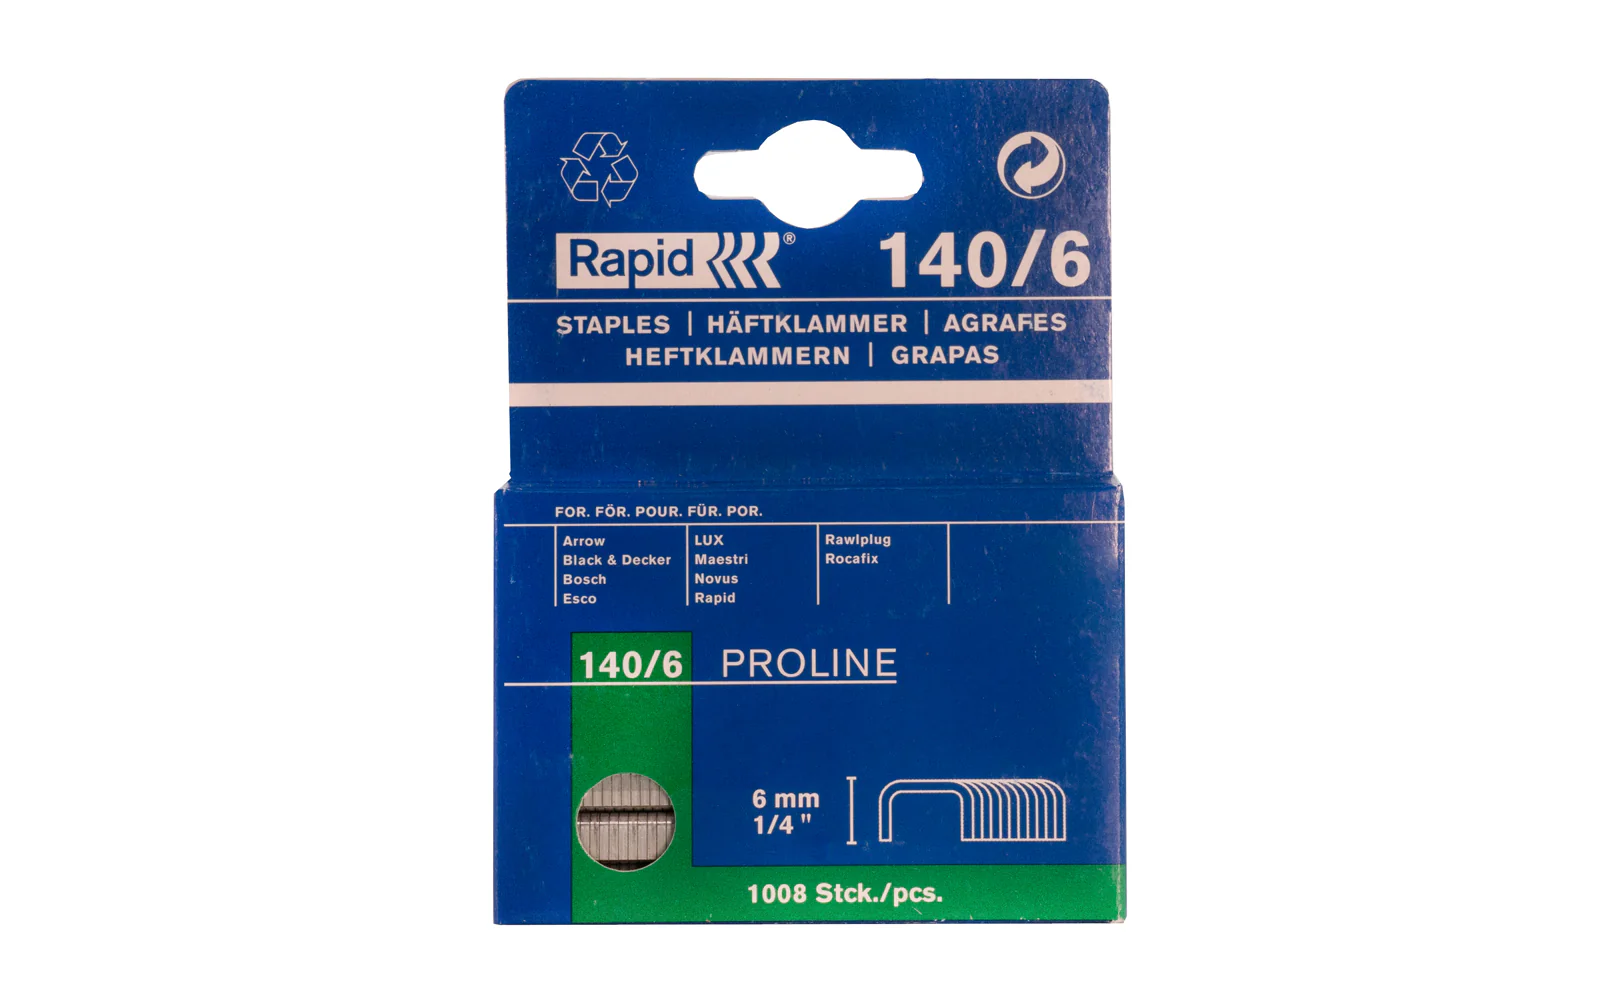 Rapid®
140/6
STAPLES | HÄFTKLAMMER | AGRAFES
HEFTKLAMMERN | GRAPAS
FOR. FÖR. POUR. FÜR. POR.
Arrow
Black & Decker
Bosch
Esco
LUX
Maestri
Novus
Rapid
Rawlplug
Rocafix
140/6 PROLINE
6 mm
1/4 "
1008 Stck./pcs.